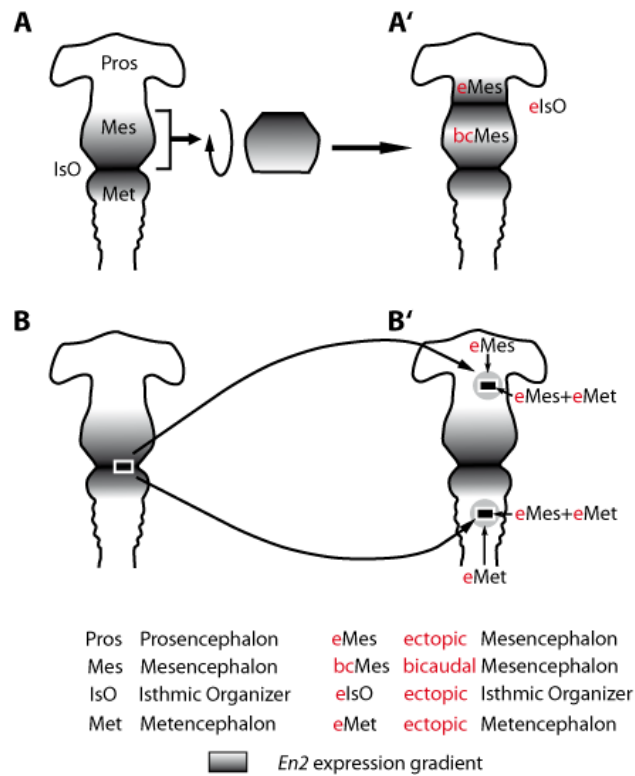 A
A′
Pros
eMes
eIsO
Mes
bcMes
IsO
Met
B
B′
eMes
eMes+eMet
eMes+eMet
eMet
Pros Prosencephalon eMes ectopic Mesencephalon
Mes Mesencephalon bcMes bicaudal Mesencephalon
IsO Isthmic Organizer eIsO ectopic Isthmic Organizer
Met Metencephalon eMet ectopic Metencephalon
En2 expression gradient